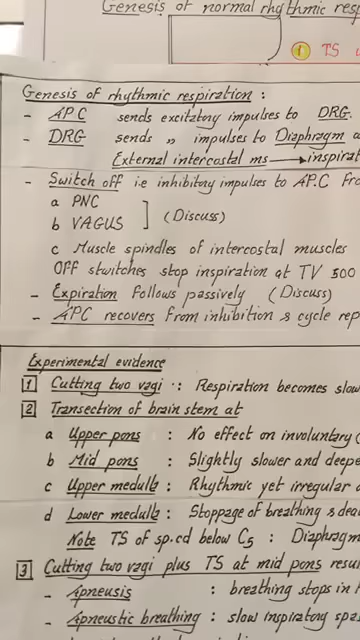 Genesis of normal rhythmic resp
1 TS
Genesis of rhythmic respiration :
- APC sends excitatory impulses to DRG.
- DRG sends ,, impulses to Diaphragm
External intercostal ms → inspirat
- Switch off i.e inhibitory impulses to APC Fro
a PNC
b VAGUS ] (Discuss)
c Muscle spindles of intercostal muscles
OFF stwitches stop inspiration at TV 500
- Expiration Follows passively (Discuss)
- APC recovers From inhibition & cycle rep
Experimental evidence
1 Cutting two vagi : Respiration becomes slow
2 Transection of brain stem at
a Upper pons : No effect on involuntary
b Mid pons : Slightly slower and deepe
c Upper medulla : Rhythmic yet irregular
d Lower medulla : Stoppage of breathing & dea
Note TS of sp.cd below C5 : Diaphragm
3 Cutting two vagi plus TS at mid pons resul
- Apneusis : breathing stops in
- Apneustic breathing : slow inspiratory spa